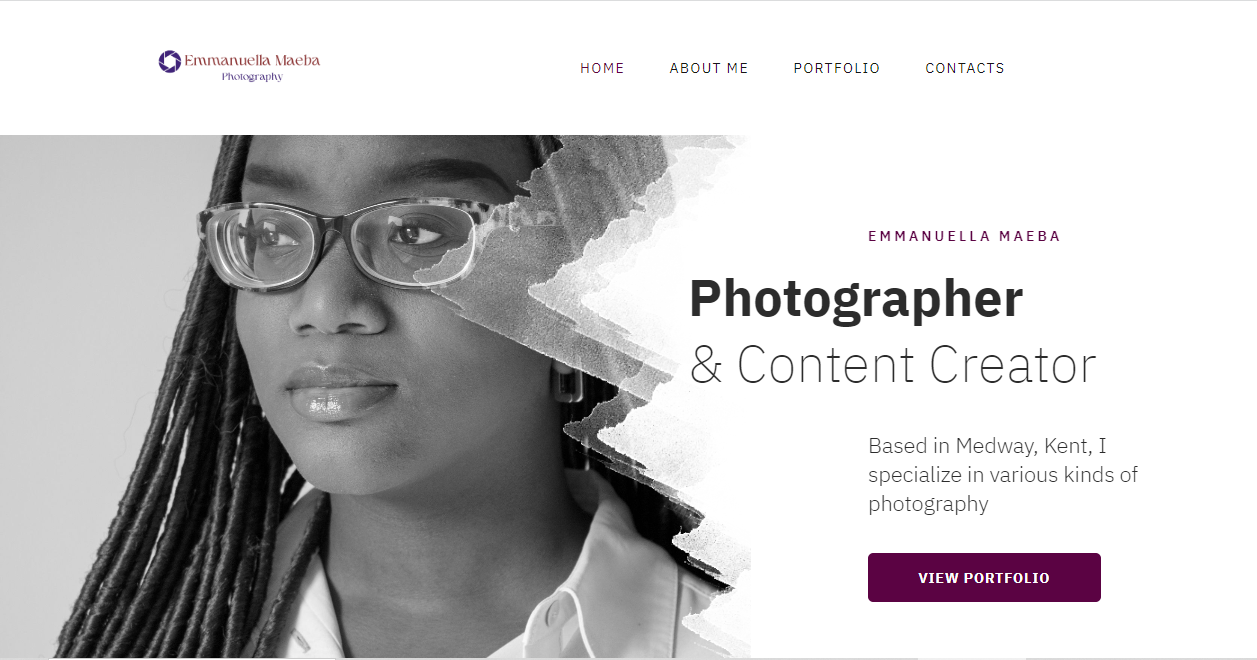 Emmanuella Maeba
Photography
HOME ABOUT ME PORTFOLIO CONTACTS
EMMANUELLA MAEBA
Photographer
& Content Creator
Based in Medway, Kent, I
specialize in various kinds of
photography
VIEW PORTFOLIO